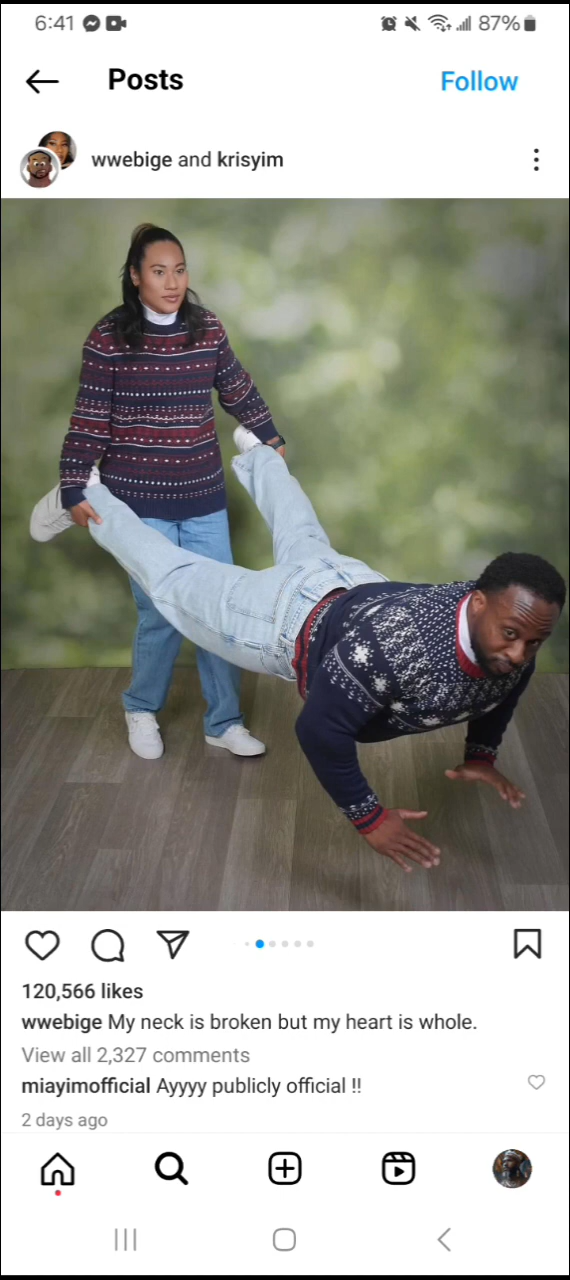 6:41
87%
Posts
Follow
wwebige and krisyim
120,566 likes
wwebige My neck is broken but my heart is whole.
View all 2,327 comments
miayimofficial Ayyyy publicly official !!
2 days ago